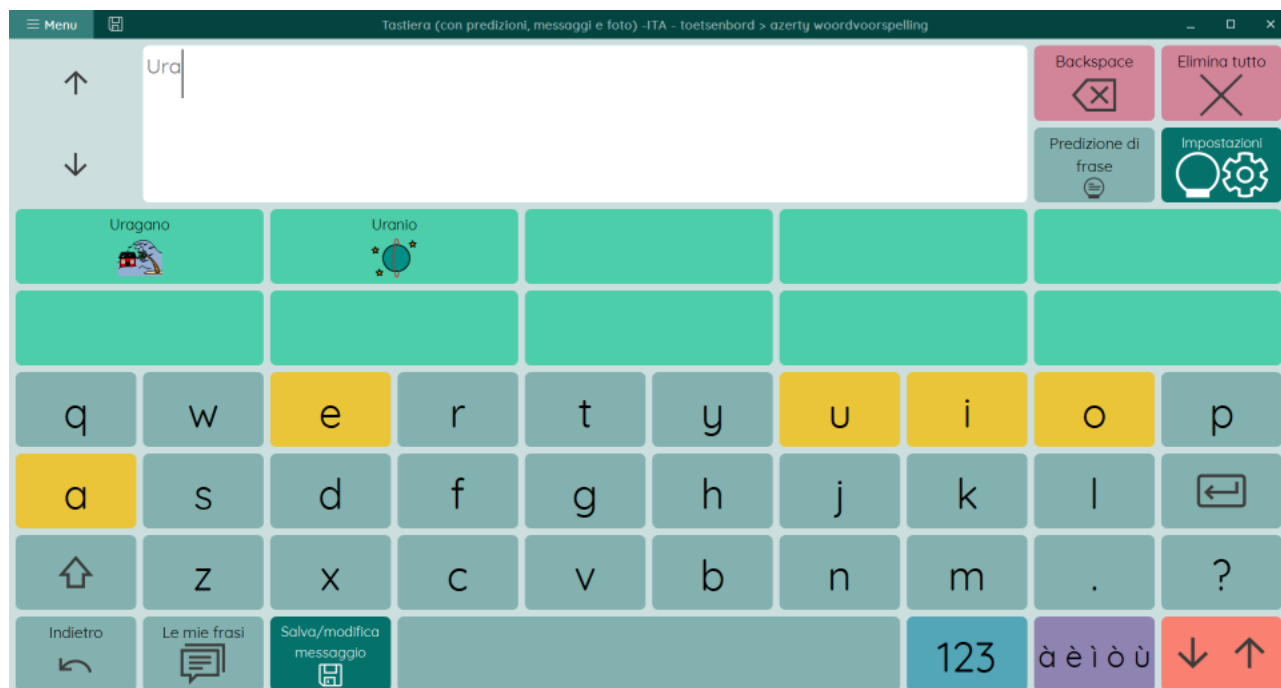 Menu
Tastiera (con predizioni, messaggi e foto) -ITA - toetsenbord > azerty woordvoorspelling
Ura
Backspace
Elimina tutto
Predizione di
frase
Impostazioni
Uragano
Uranio
q w e r t y u i o p
a s d f g h j k l
z x c v b n m . ?
Indietro
Le mie frasi
Salva/modifica
messaggio
123
à è ì ò ù